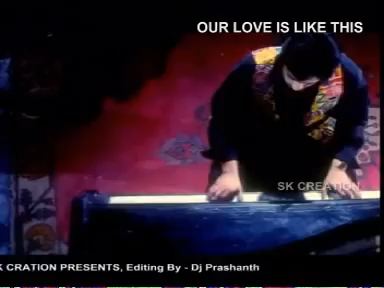 OUR LOVE IS LIKE THIS
SK CREATION
K CRATION PRESENTS, Editing By - Dj Prashanth